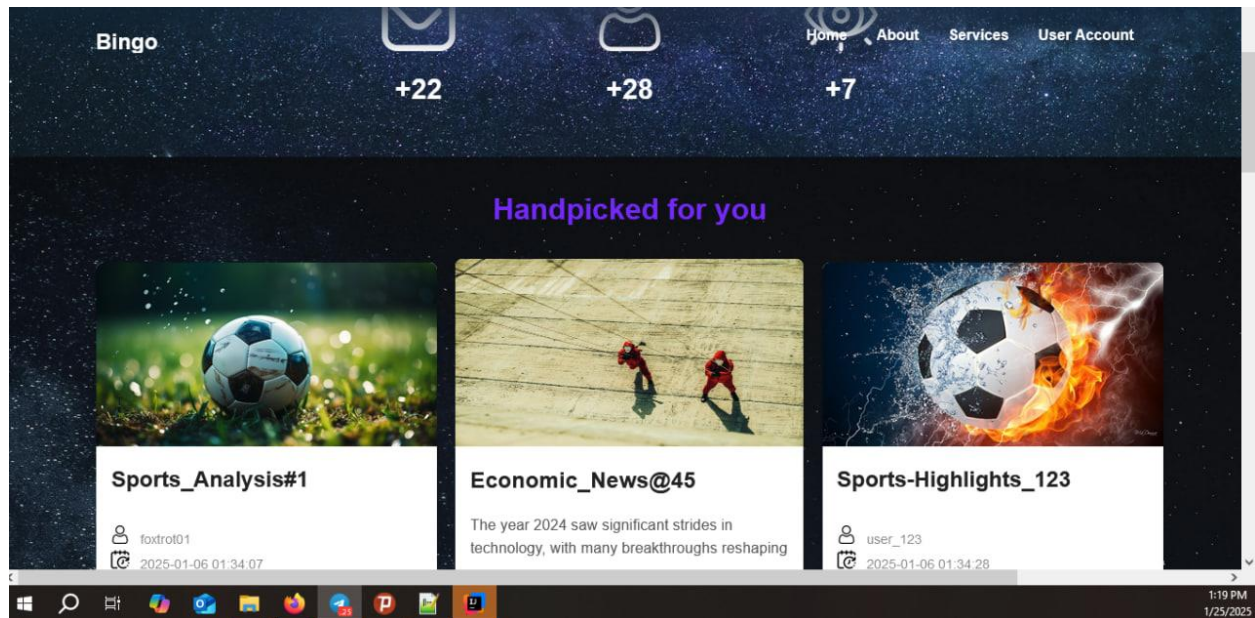 Bingo
Home About Services User Account
+22 +28 +7
Handpicked for you
Sports_Analysis#1
foxtrot01
2025-01-06 01:34:07
Economic_News@45
The year 2024 saw significant strides in
technology, with many breakthroughs reshaping
Sports-Highlights_123
user_123
2025-01-06 01:34:28
25
1:19 PM
1/25/2025